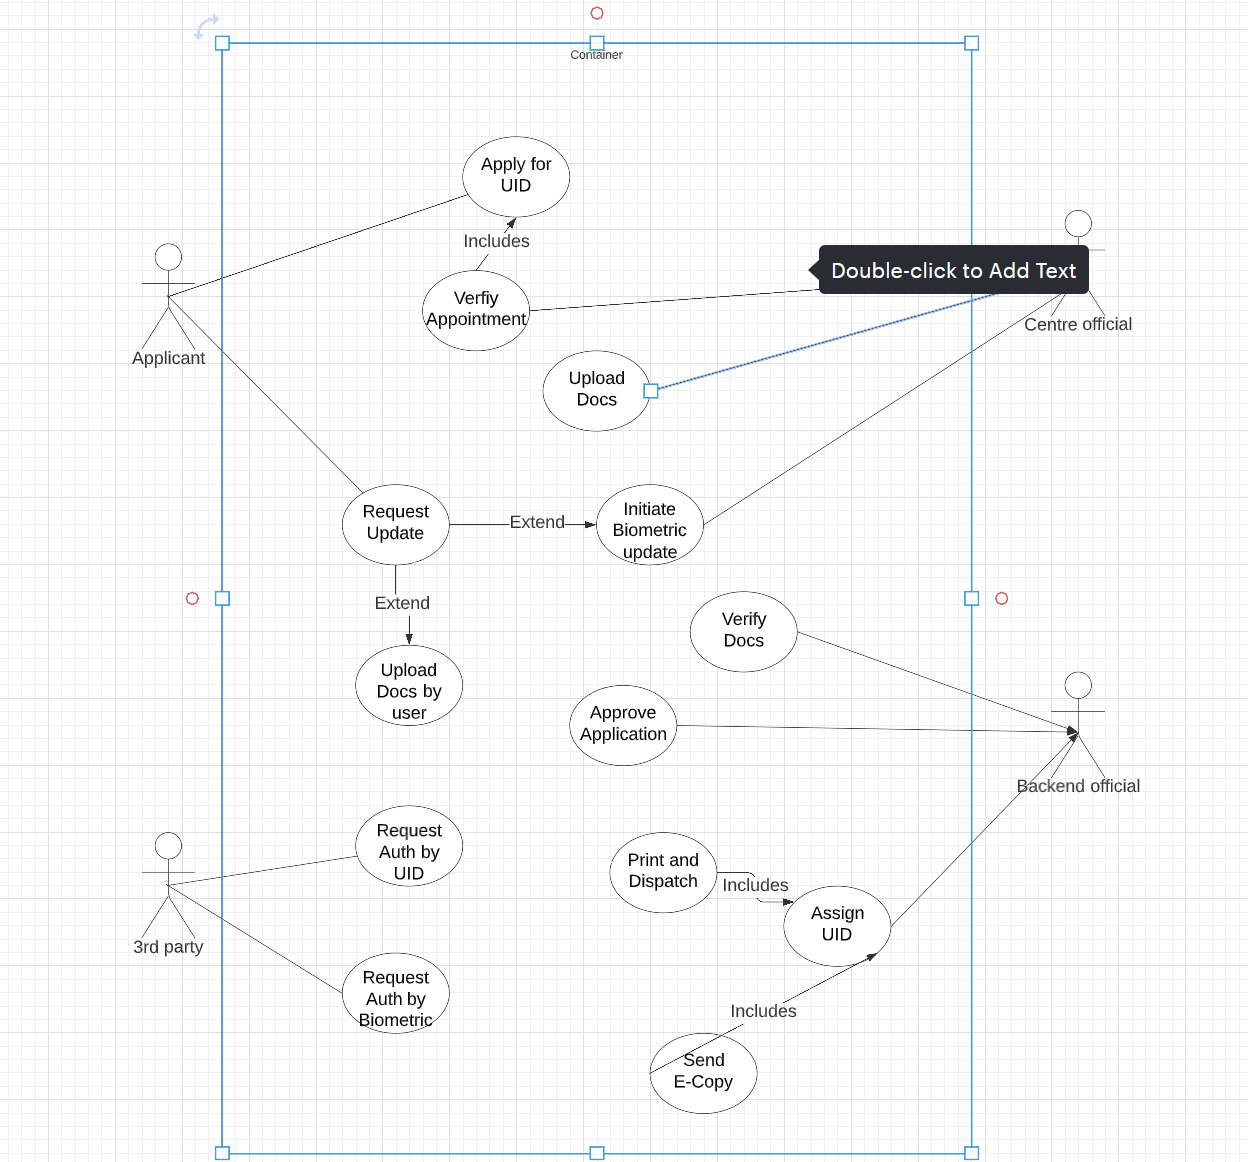 Container
Apply for
UID
Includes
Verfiy
Appointment
Double-click to Add Text
Centre official
Applicant
Upload
Docs
Request
Update
Extend
Initiate
Biometric
update
Extend
Verify
Docs
Upload
Docs by
user
Approve
Application
Backend official
Request
Auth by
UID
Print and
Dispatch
Includes
Assign
UID
3rd party
Request
Auth by
Biometric
Includes
Send
E-Copy